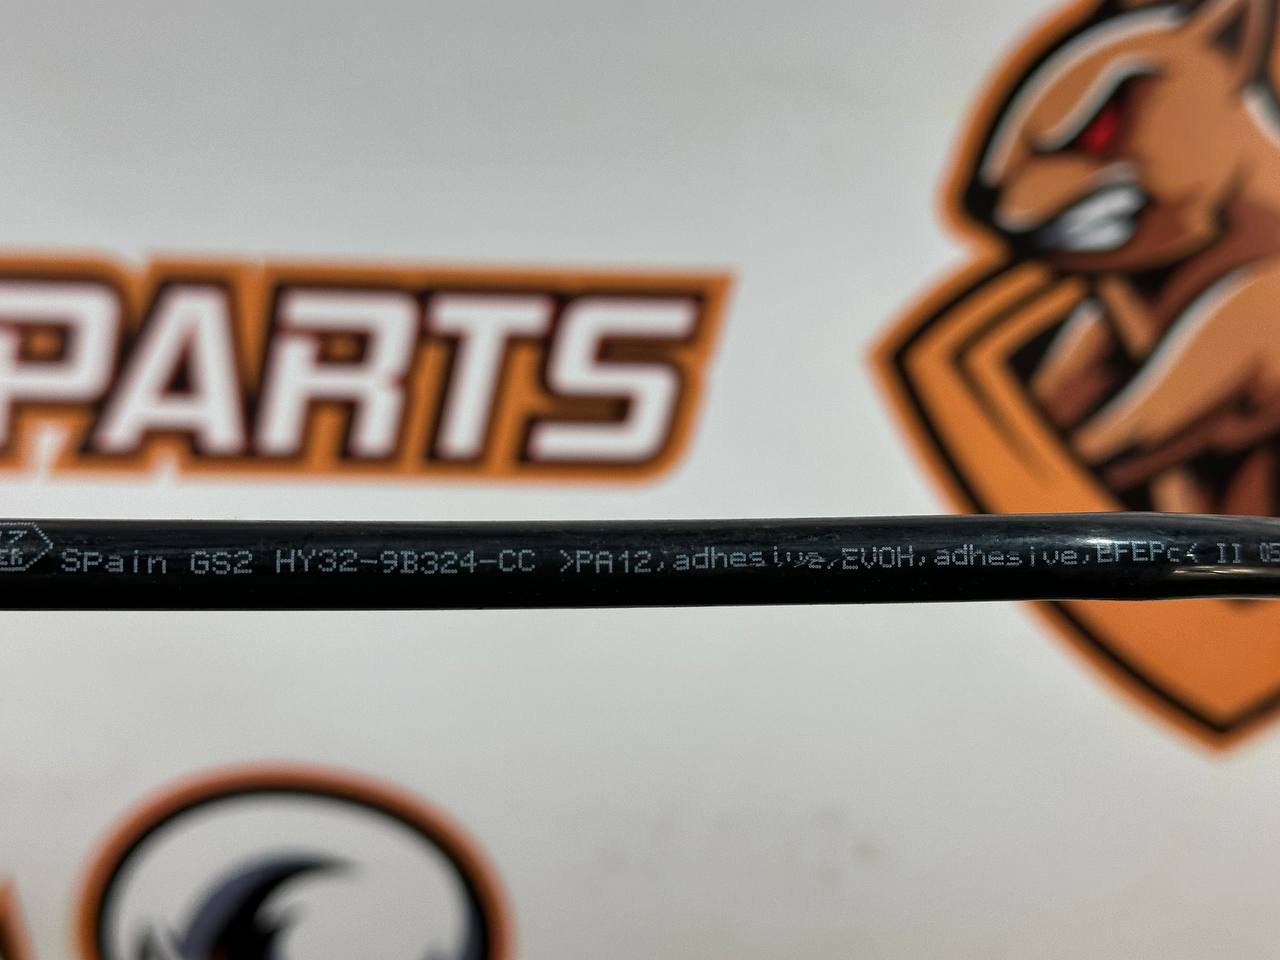 PARTS
SPain GS2 HY32-9B324-CC >PA12,adhesive,EVOH,adhesive,EFEPc< II